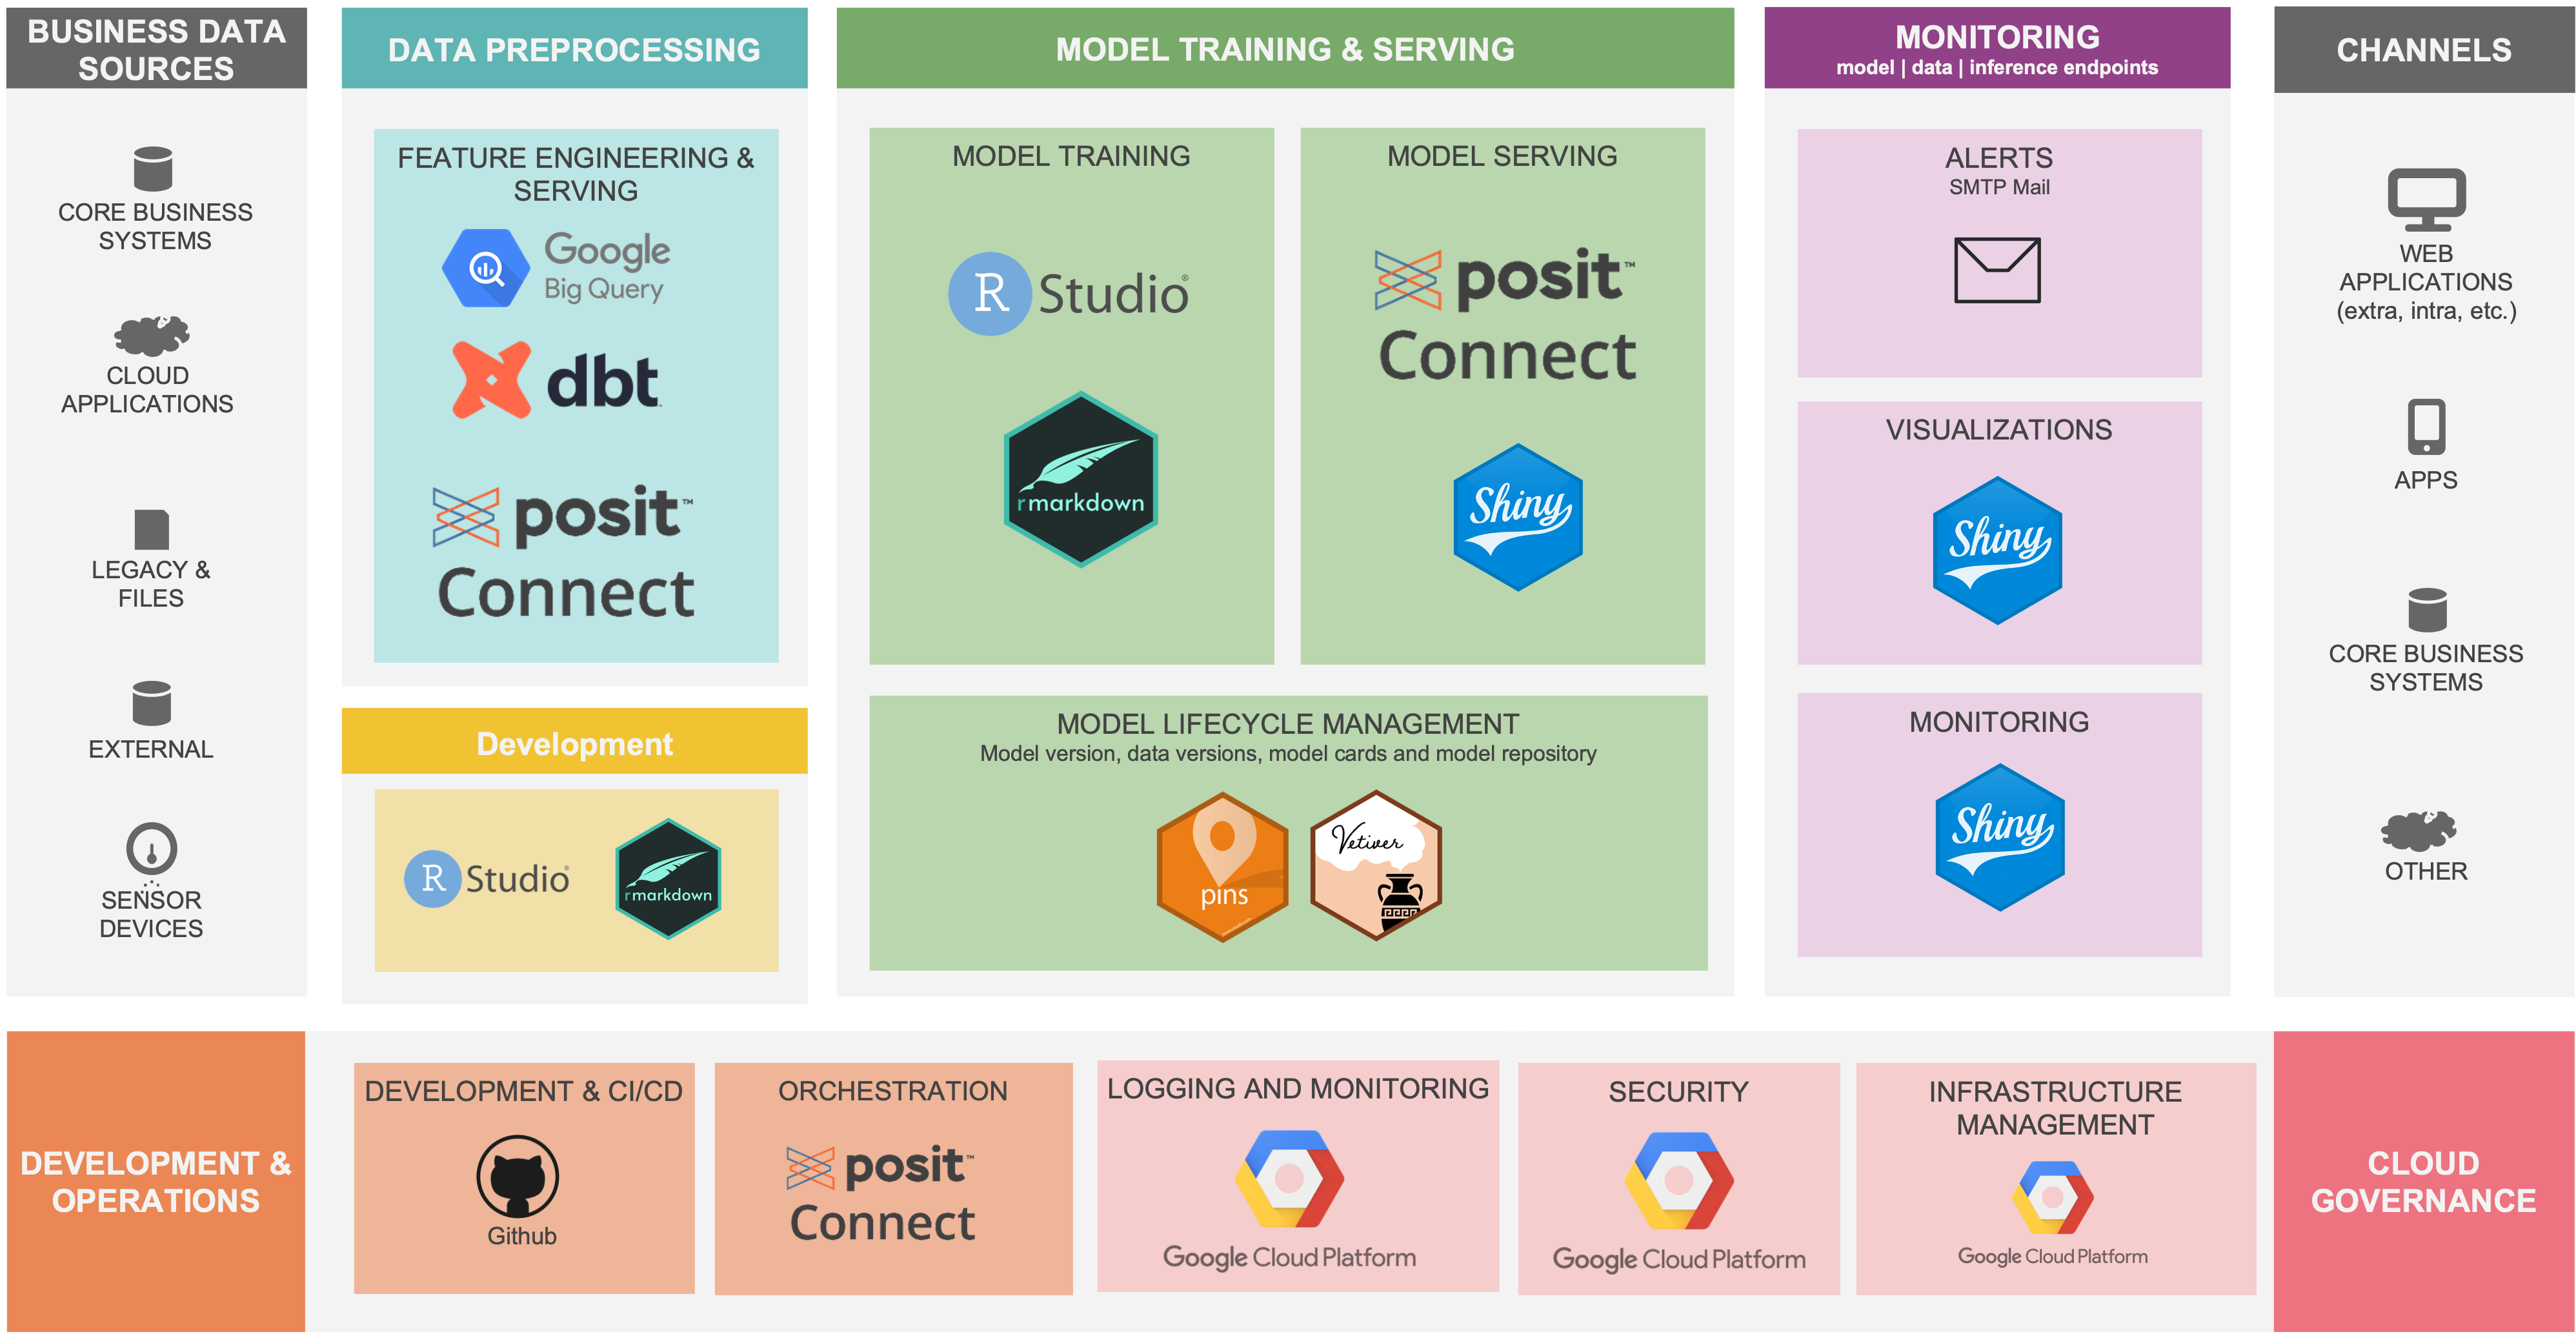 BUSINESS DATA
SOURCES
CORE BUSINESS
SYSTEMS
CLOUD
APPLICATIONS
LEGACY &
FILES
EXTERNAL
SENSOR
DEVICES
DATA PREPROCESSING
FEATURE ENGINEERING &
SERVING
Google
Big Query
dbt
posit™
Connect
Development
R Studio®
rmarkdown
MODEL TRAINING & SERVING
MODEL TRAINING
R Studio®
rmarkdown
MODEL SERVING
posit™
Connect
Shiny
MODEL LIFECYCLE MANAGEMENT
Model version, data versions, model cards and model repository
pins
Vetiver
MONITORING
model | data | inference endpoints
ALERTS
SMTP Mail
VISUALIZATIONS
Shiny
MONITORING
Shiny
CHANNELS
WEB
APPLICATIONS
(extra, intra, etc.)
APPS
CORE BUSINESS
SYSTEMS
OTHER
DEVELOPMENT &
OPERATIONS
DEVELOPMENT & CI/CD
Github
ORCHESTRATION
posit™
Connect
LOGGING AND MONITORING
Google Cloud Platform
SECURITY
Google Cloud Platform
INFRASTRUCTURE
MANAGEMENT
Google Cloud Platform
CLOUD
GOVERNANCE